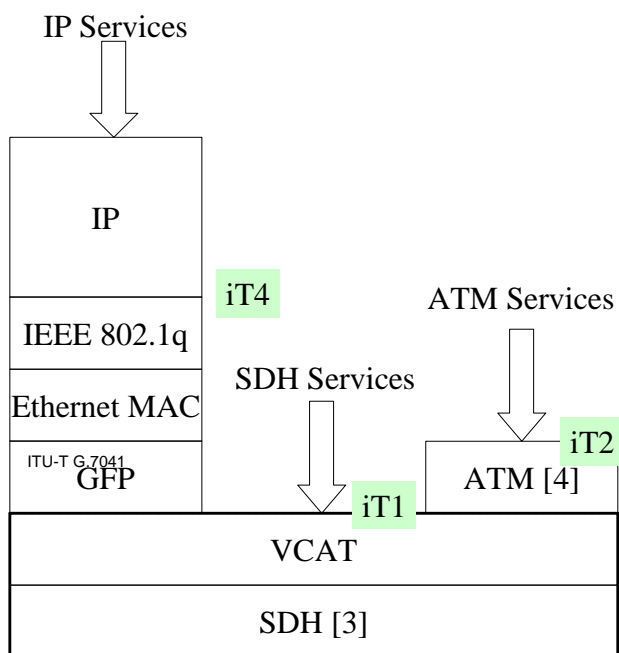 IP Services
IP
iT4
IEEE 802.1q
ATM Services
SDH Services
Ethernet MAC
iT2
ITU-T G.7041
GFP
ATM [4]
iT1
VCAT
SDH [3]